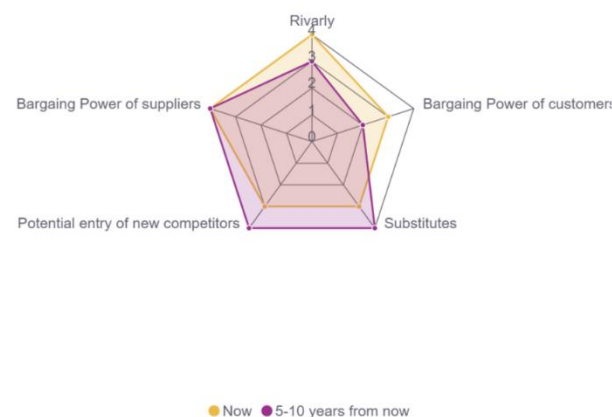 Rivarly
4
3
2
1
0
Bargaing Power of suppliers
Bargaing Power of customers
Potential entry of new competitors
Substitutes
Now
5-10 years from now